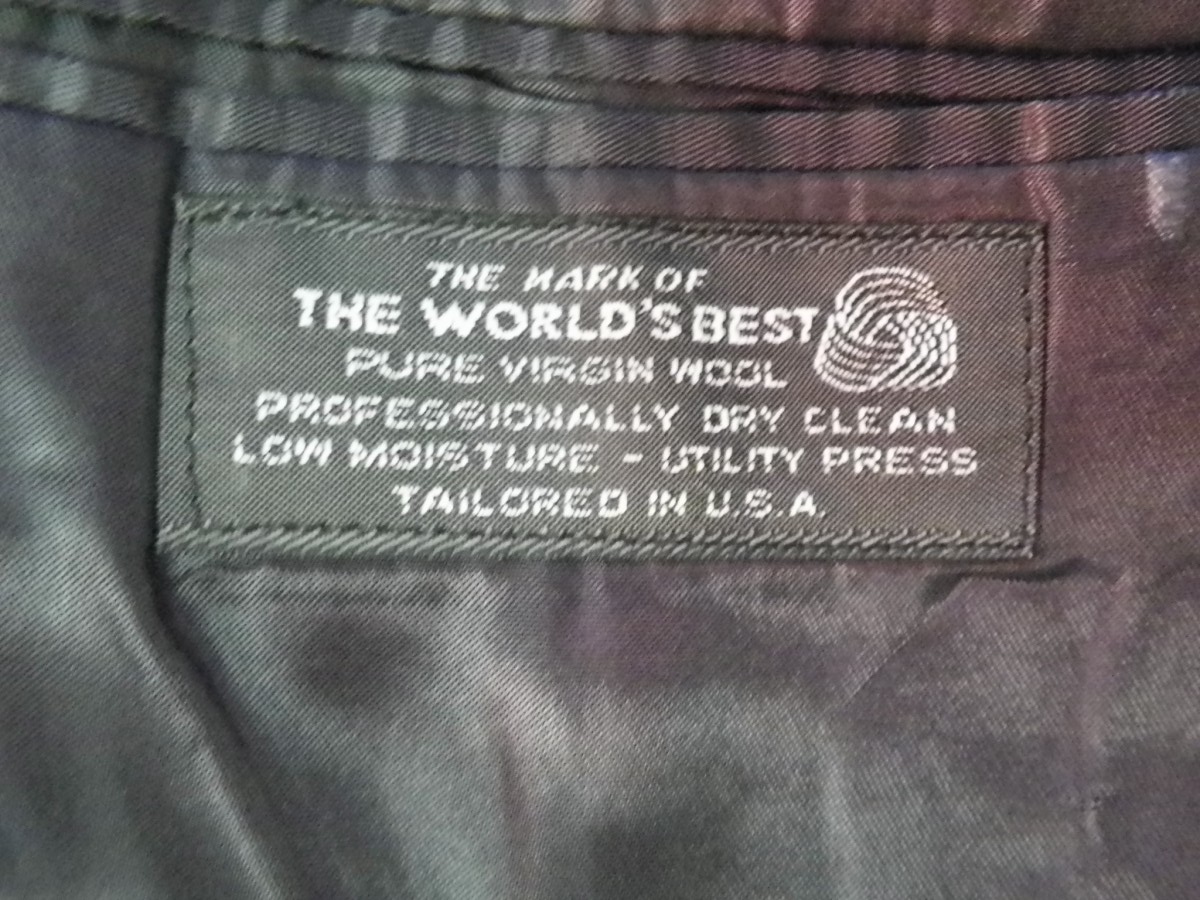 THE MARK OF
THE WORLD'S BEST
PURE VIRGIN WOOL
PROFESSIONALLY DRY CLEAN
LOW MOISTURE - UTILITY PRESS
TAILORED IN U.S.A.